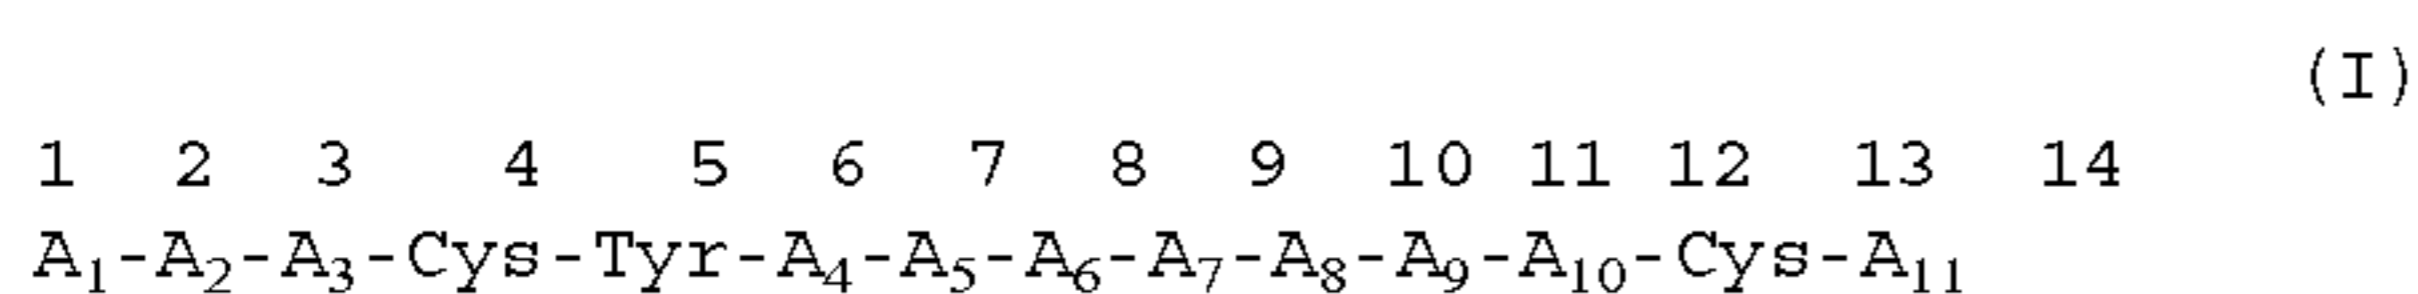 (I)
1 2 3 4 5 6 7 8 9 10 11 12 13 14
A₁-A₂-A₃-Cys-Tyr-A₄-A₅-A₆-A₇-A₈-A₉-A₁₀-Cys-A₁₁